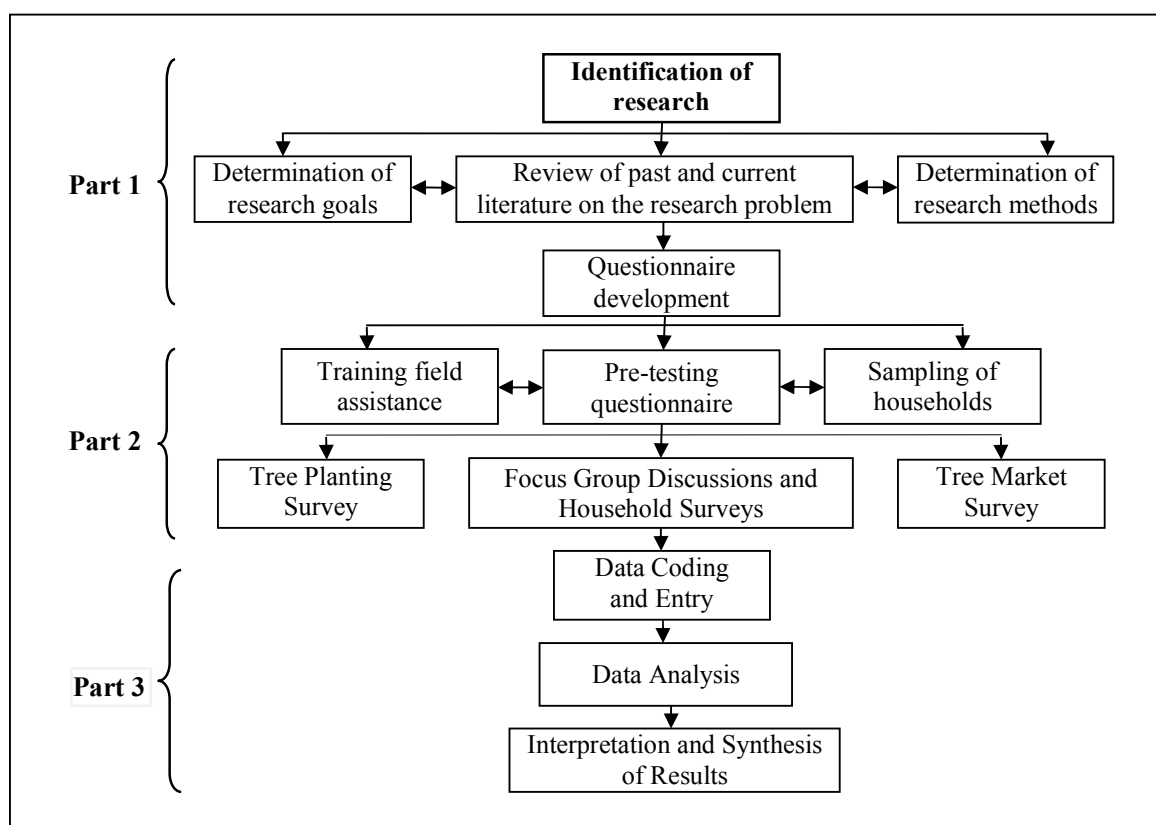 Identification of
research
Part 1
Determination of
research goals
Review of past and current
literature on the research problem
Determination of
research methods
Questionnaire
development
Part 2
Training field
assistance
Pre-testing
questionnaire
Sampling of
households
Tree Planting
Survey
Focus Group Discussions and
Household Surveys
Tree Market
Survey
Part 3
Data Coding
and Entry
Data Analysis
Interpretation and Synthesis
of Results